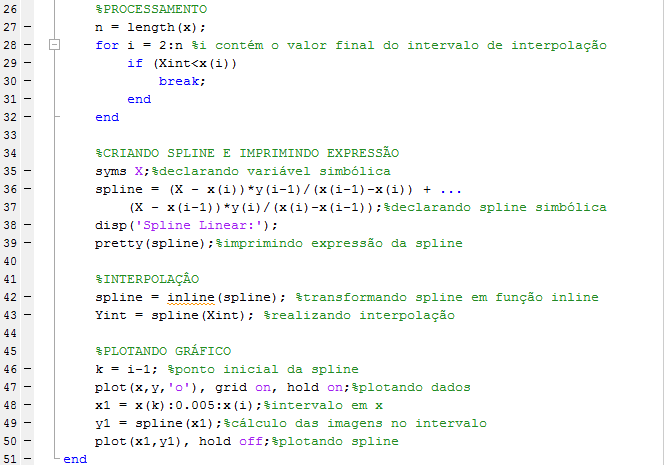 26 %PROCESSAMENTO
27 – n = length(x);
28 – for i = 2:n %i contém o valor final do intervalo de interpolação
29 – if (Xint<x(i))
30 – break;
31 – end
32 – end
33
34 %CRIANDO SPLINE E IMPRIMINDO EXPRESSÃO
35 – syms X;%declarando variável simbólica
36 – spline = (X - x(i))*y(i-1)/(x(i-1)-x(i)) + ...
37 (X - x(i-1))*y(i)/(x(i)-x(i-1));%declarando spline simbólica
38 – disp('Spline Linear:');
39 – pretty(spline);%imprimindo expressão da spline
40
41 %INTERPOLAÇÂO
42 – spline = inline(spline); %transformando spline em função inline
43 – Yint = spline(Xint); %realizando interpolação
44
45 %PLOTANDO GRÁFICO
46 – k = i-1; %ponto inicial da spline
47 – plot(x,y,'o'), grid on, hold on;%plotando dados
48 – x1 = x(k):0.005:x(i);%intervalo em x
49 – y1 = spline(x1);%cálculo das imagens no intervalo
50 – plot(x1,y1), hold off;%plotando spline
51 – end